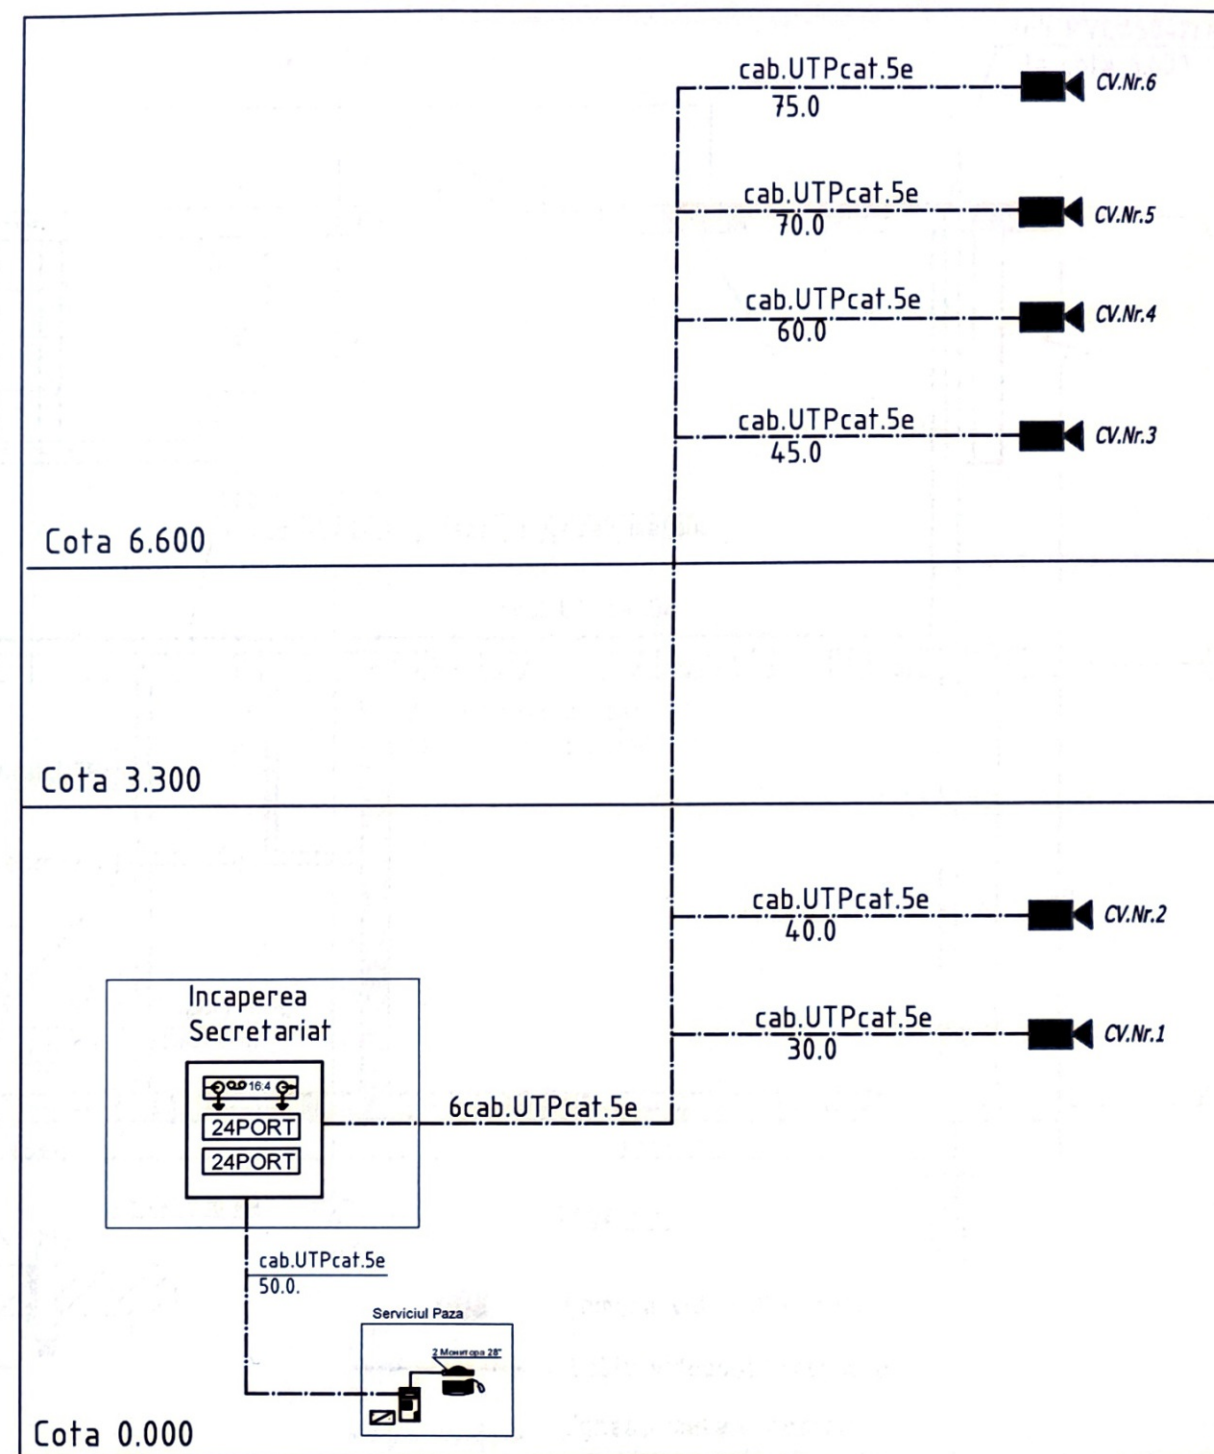 cab.UTPcat.5e
75.0
CV.Nr.6
cab.UTPcat.5e
70.0
CV.Nr.5
cab.UTPcat.5e
60.0
CV.Nr.4
cab.UTPcat.5e
45.0
CV.Nr.3
Cota 6.600
Cota 3.300
cab.UTPcat.5e
40.0
CV.Nr.2
Incaperea
Secretariat
cab.UTPcat.5e
30.0
CV.Nr.1
16:4
24PORT
24PORT
6cab.UTPcat.5e
cab.UTPcat.5e
50.0.
Serviciul Paza
2 Монитора 28"
Cota 0.000